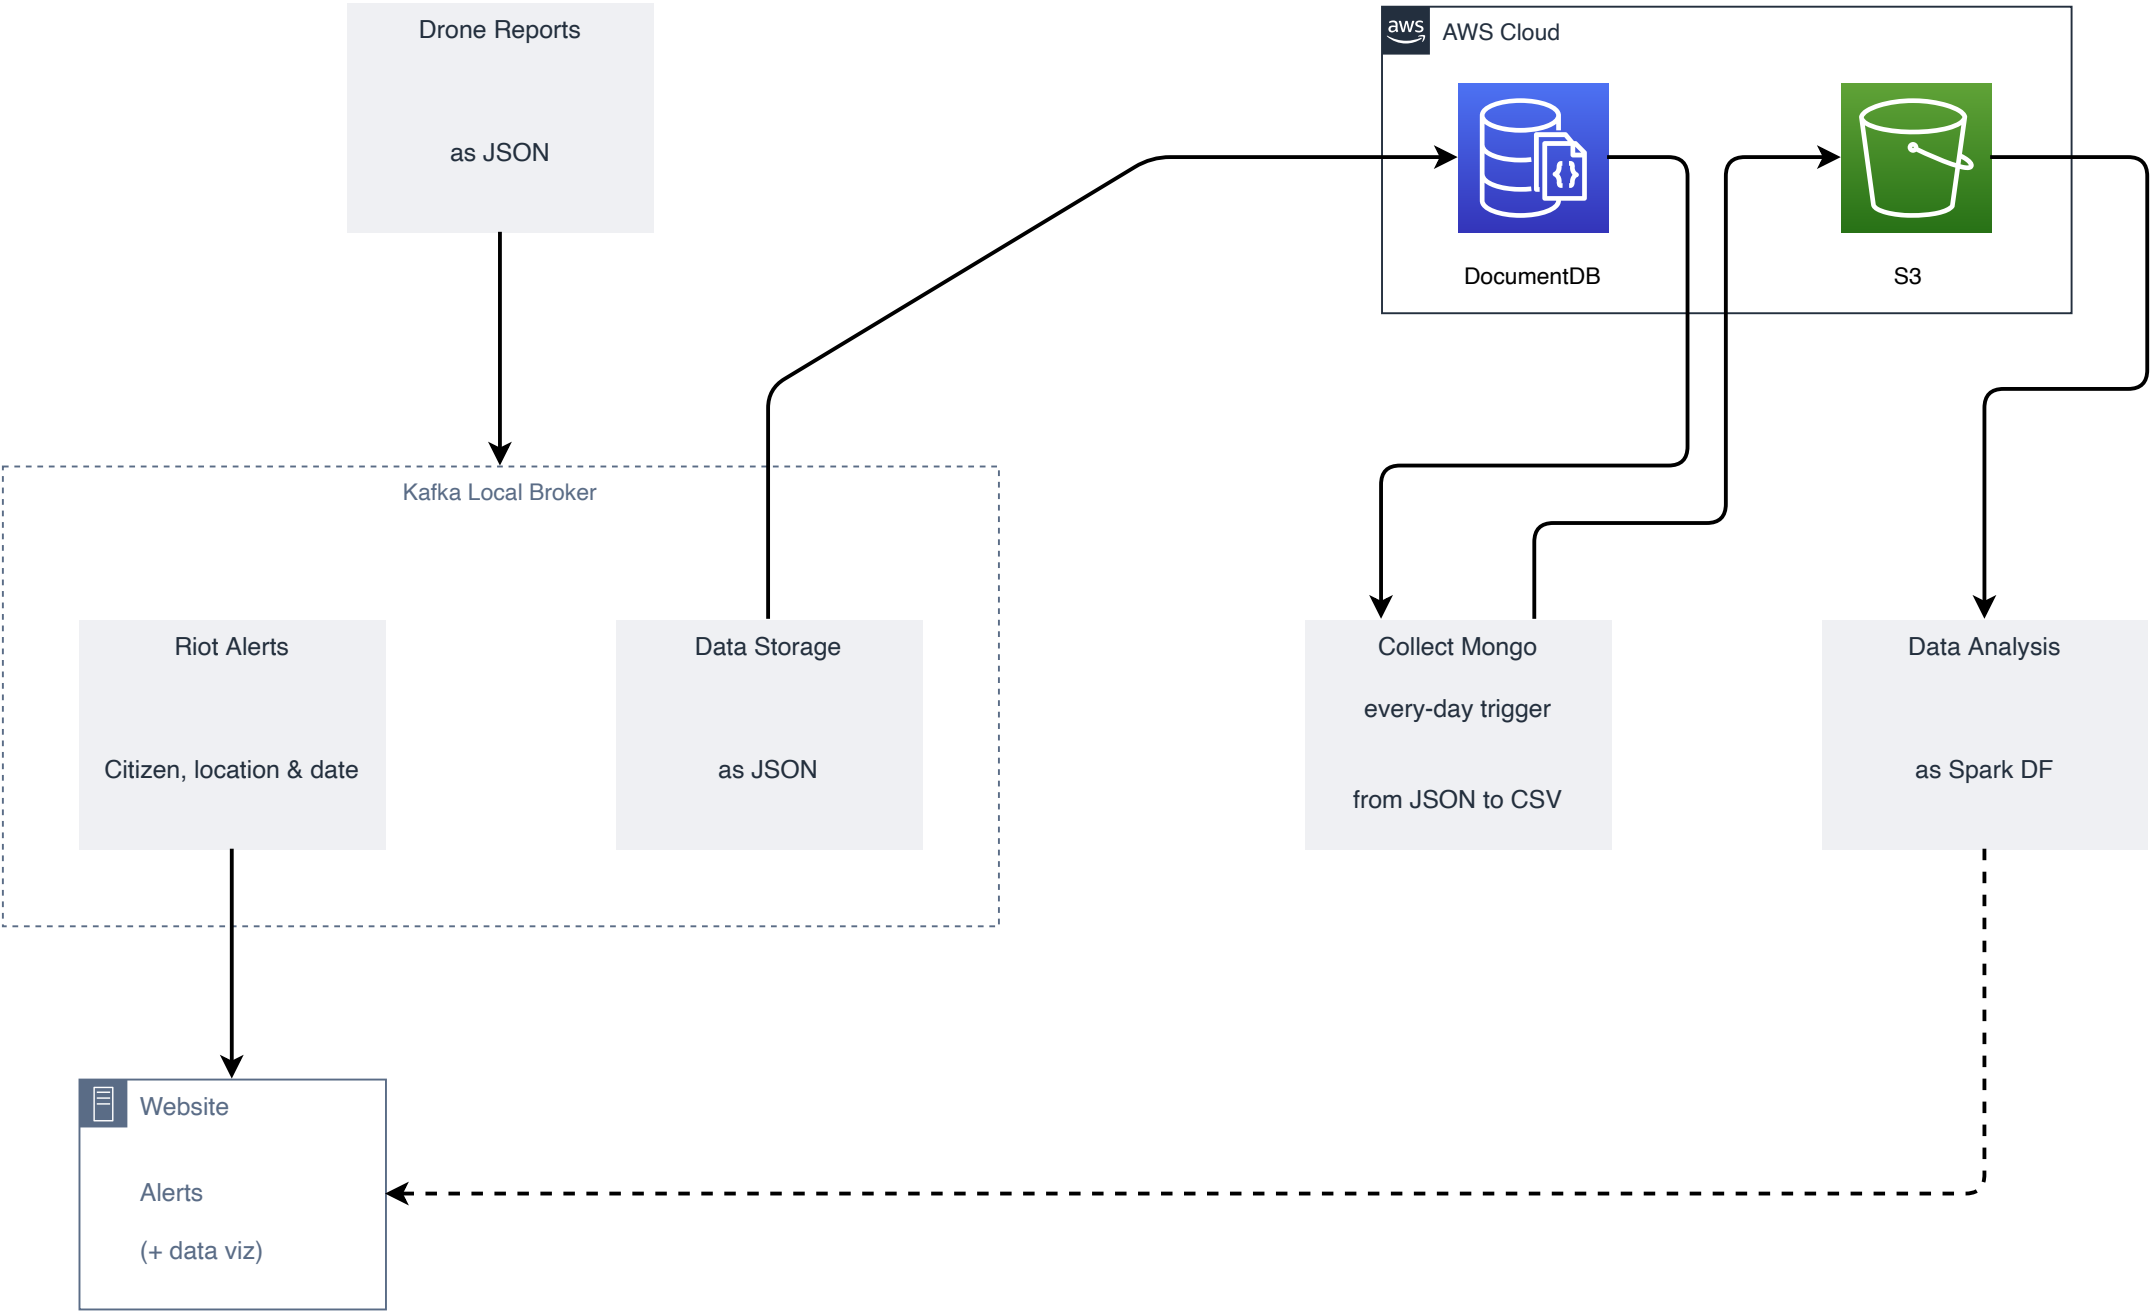 Drone Reports
as JSON
aws
AWS Cloud
DocumentDB
S3
Kafka Local Broker
Riot Alerts
Citizen, location & date
Data Storage
as JSON
Collect Mongo
every-day trigger
from JSON to CSV
Data Analysis
as Spark DF
Website
Alerts
(+ data viz)